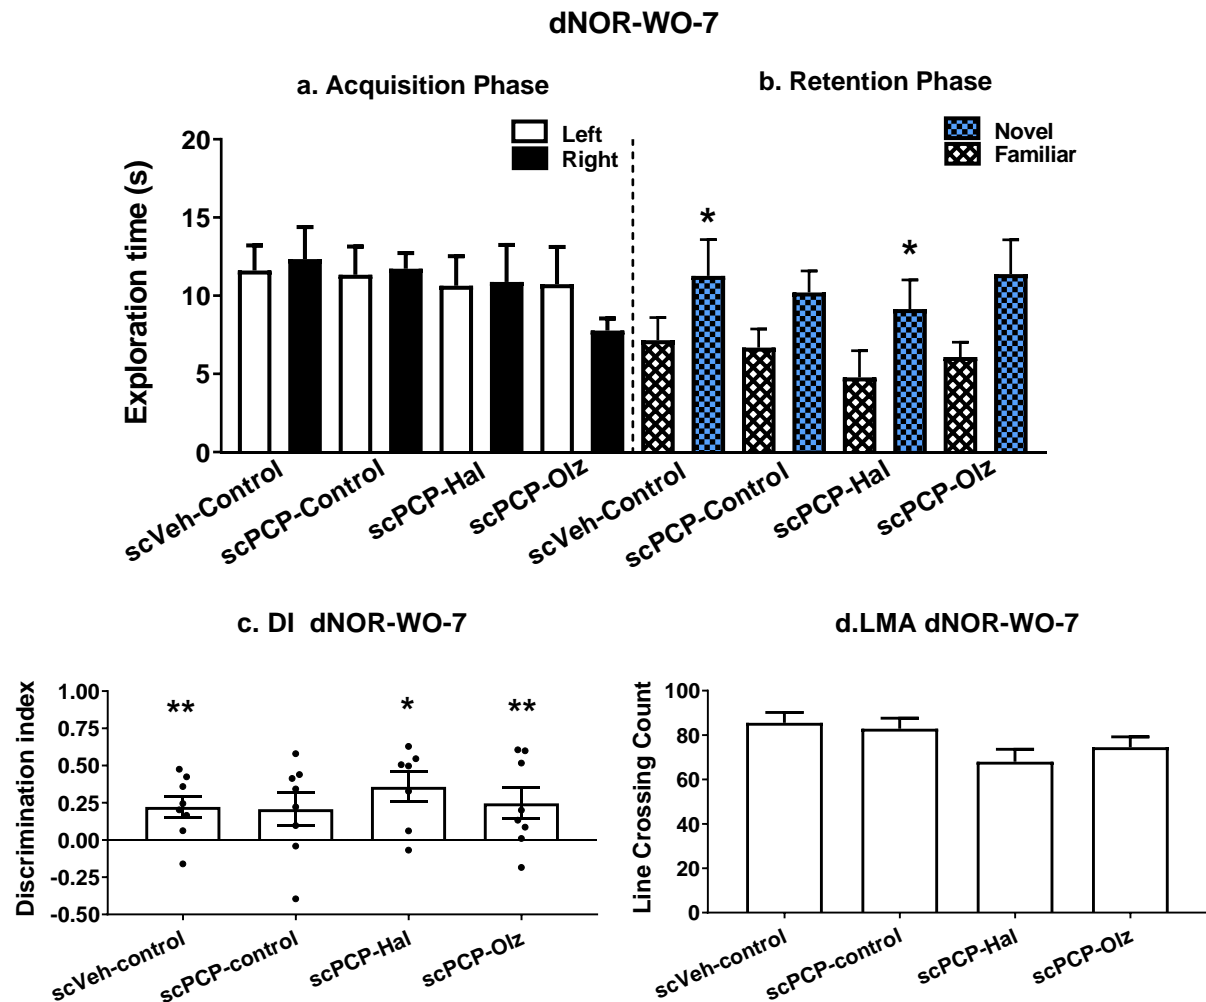 dNOR-WO-7
a. Acquisition Phase
b. Retention Phase
Exploration time (s)
20
15
10
5
0
Left
Right
Novel
Familiar
*
*
scVeh-Control
scPCP-Control
scPCP-Hal
scPCP-Olz
scVeh-Control
scPCP-Control
scPCP-Hal
scPCP-Olz
c. DI dNOR-WO-7
Discrimination index
1.00
0.75
0.50
0.25
0.00
-0.25
-0.50
**
*
**
scVeh-control
scPCP-control
scPCP-Hal
scPCP-Olz
d.LMA dNOR-WO-7
Line Crossing Count
100
80
60
40
20
0
scVeh-control
scPCP-control
scPCP-Hal
scPCP-Olz